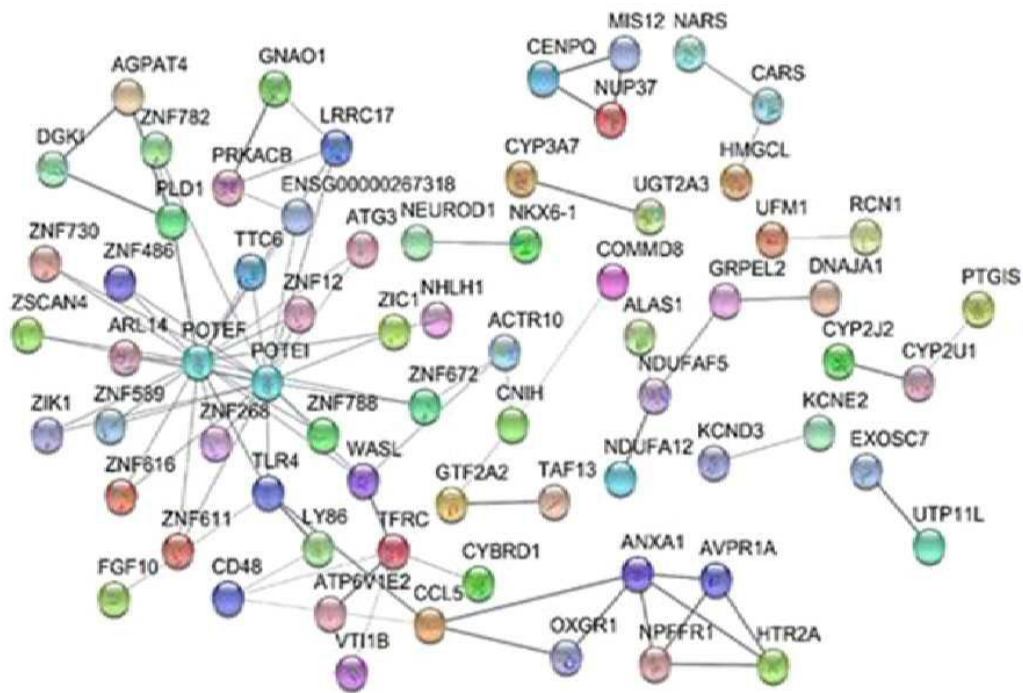 MIS12 NARS
CENPQ
GNAO1
AGPAT4
CARS
NUP37
ZNF782
LRRC17
DGKI
PRKACB
CYP3A7
HMGCL
PLD1
ENSG00000267318
UGT2A3
ATG3
NEUROD1
NKX6-1
UFM1
RCN1
ZNF730
ZNF486
TTC6
COMMD8
GRPEL2
DNAJA1
PTGIS
ZSCAN4
ZNF12
ZIC1
NHLH1
ALAS1
ARL14
POTEF
POTEI
ACTR10
CYP2J2
NDUFAF5
CYP2U1
ZIK1
ZNF589
ZNF268
ZNF788
ZNF672
CNIH
KCNE2
NDUFA12
KCND3
EXOSC7
ZNF616
TLR4
WASL
GTF2A2
TAF13
ZNF611
LY86
TFRC
UTP11L
FGF10
CD48
ATP6V1E2
CYBRD1
ANXA1
AVPR1A
CCL5
VTI1B
OXGR1
NPFFR1
HTR2A